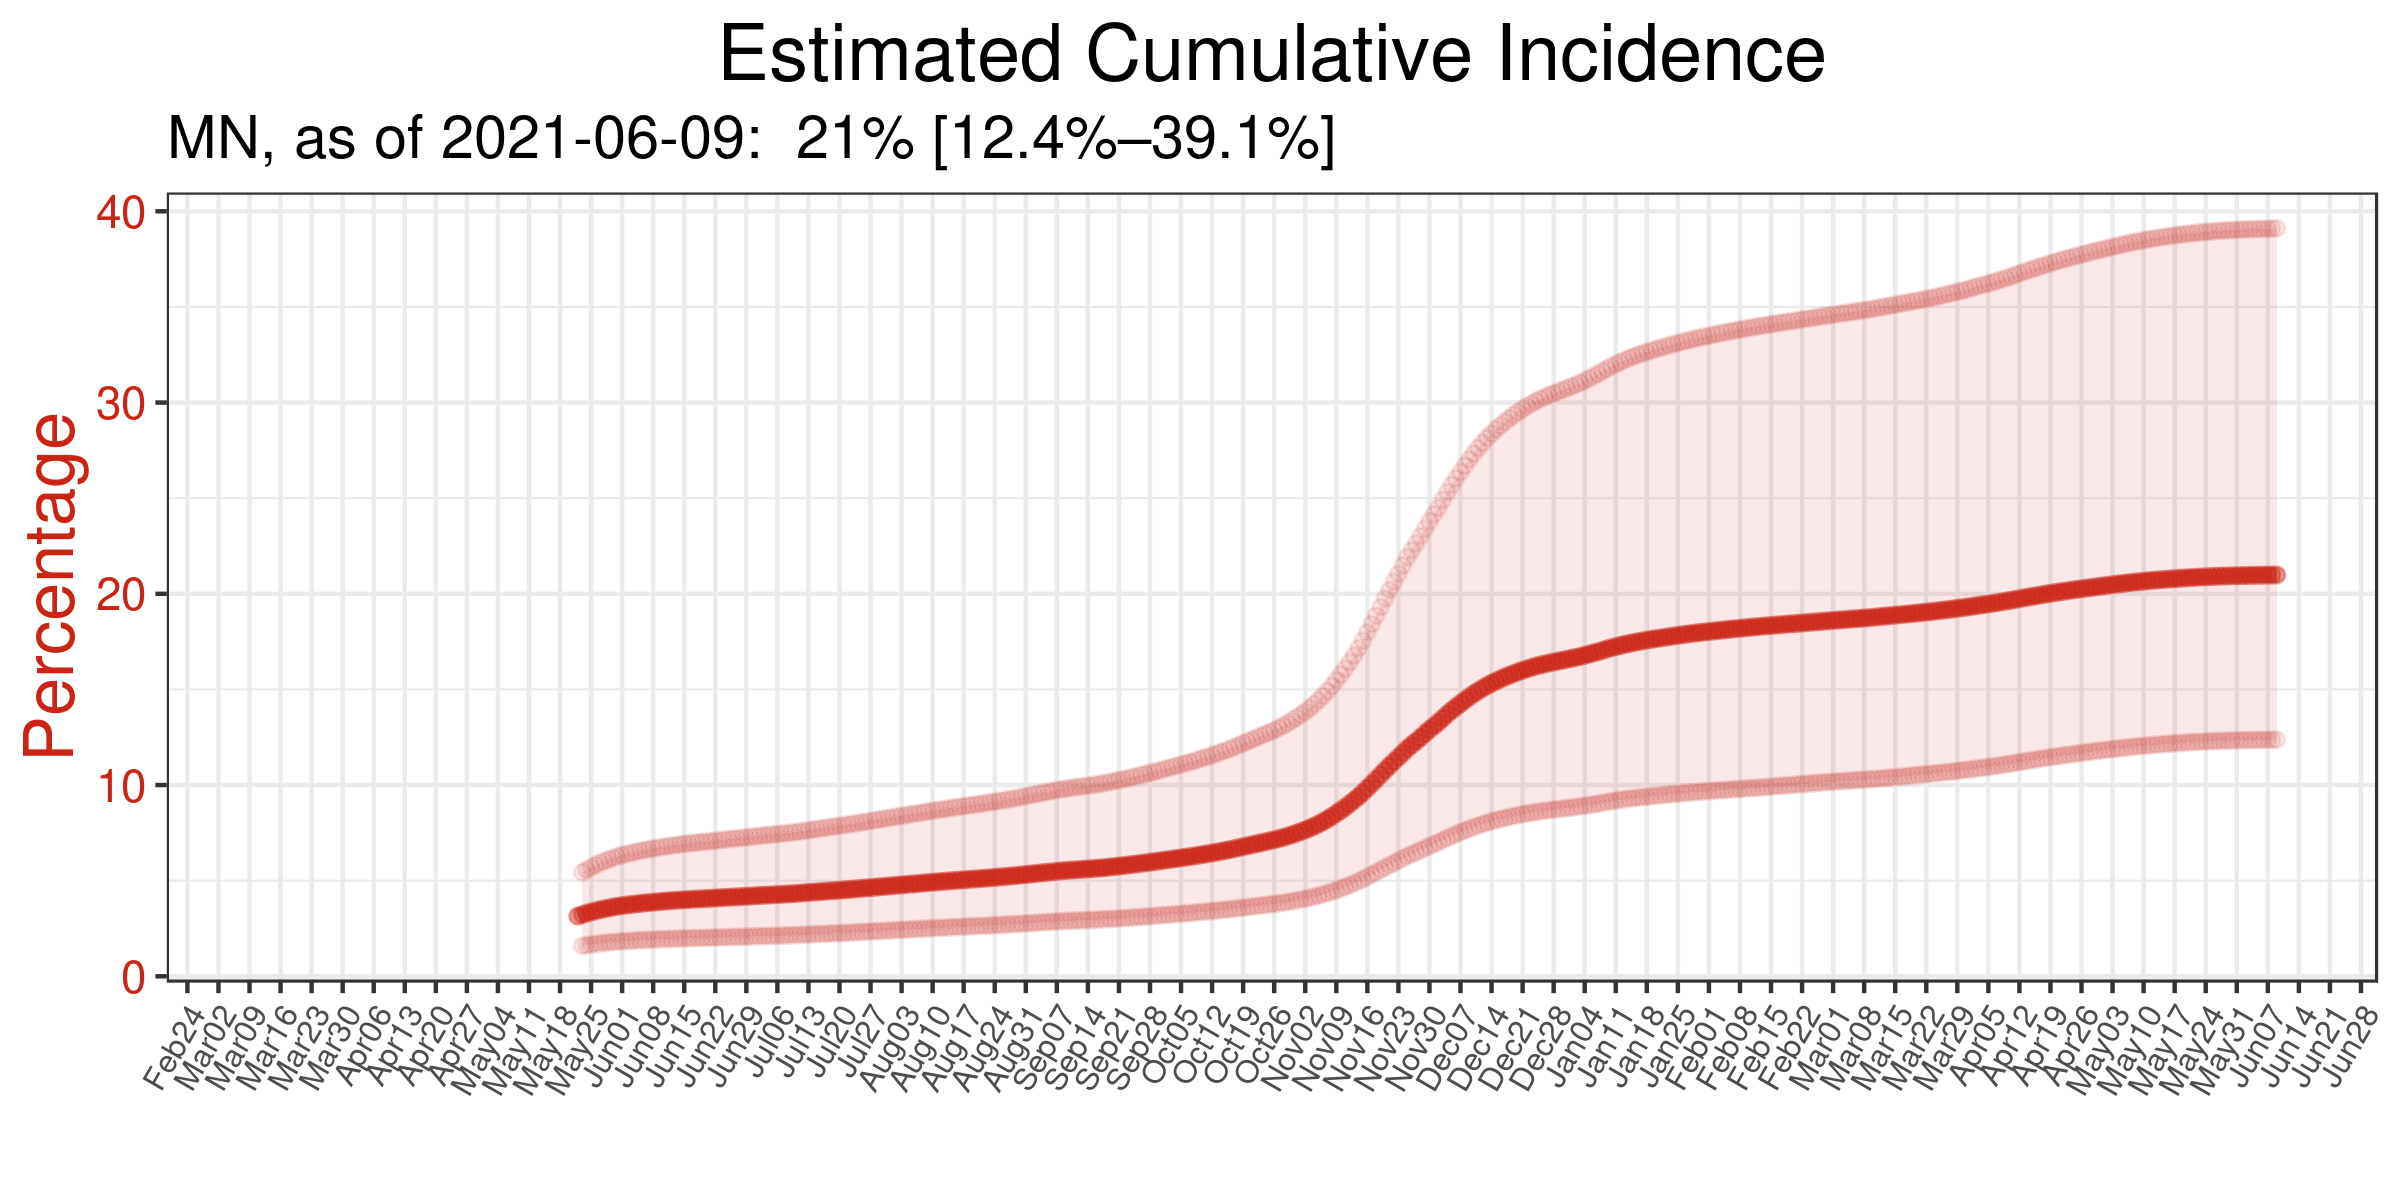 Estimated Cumulative Incidence
MN, as of 2021-06-09:  21% [12.4%–39.1%]
Percentage
40
30
20
10
0
Feb24
Mar02
Mar09
Mar16
Mar23
Mar30
Apr06
Apr13
Apr20
Apr27
May04
May11
May18
May25
Jun01
Jun08
Jun15
Jun22
Jun29
Jul06
Jul13
Jul20
Jul27
Aug03
Aug10
Aug17
Aug24
Aug31
Sep07
Sep14
Sep21
Sep28
Oct05
Oct12
Oct19
Oct26
Nov02
Nov09
Nov16
Nov23
Nov30
Dec07
Dec14
Dec21
Dec28
Jan04
Jan11
Jan18
Jan25
Feb01
Feb08
Feb15
Feb22
Mar01
Mar08
Mar15
Mar22
Mar29
Apr05
Apr12
Apr19
Apr26
May03
May10
May17
May24
May31
Jun07
Jun14
Jun21
Jun28